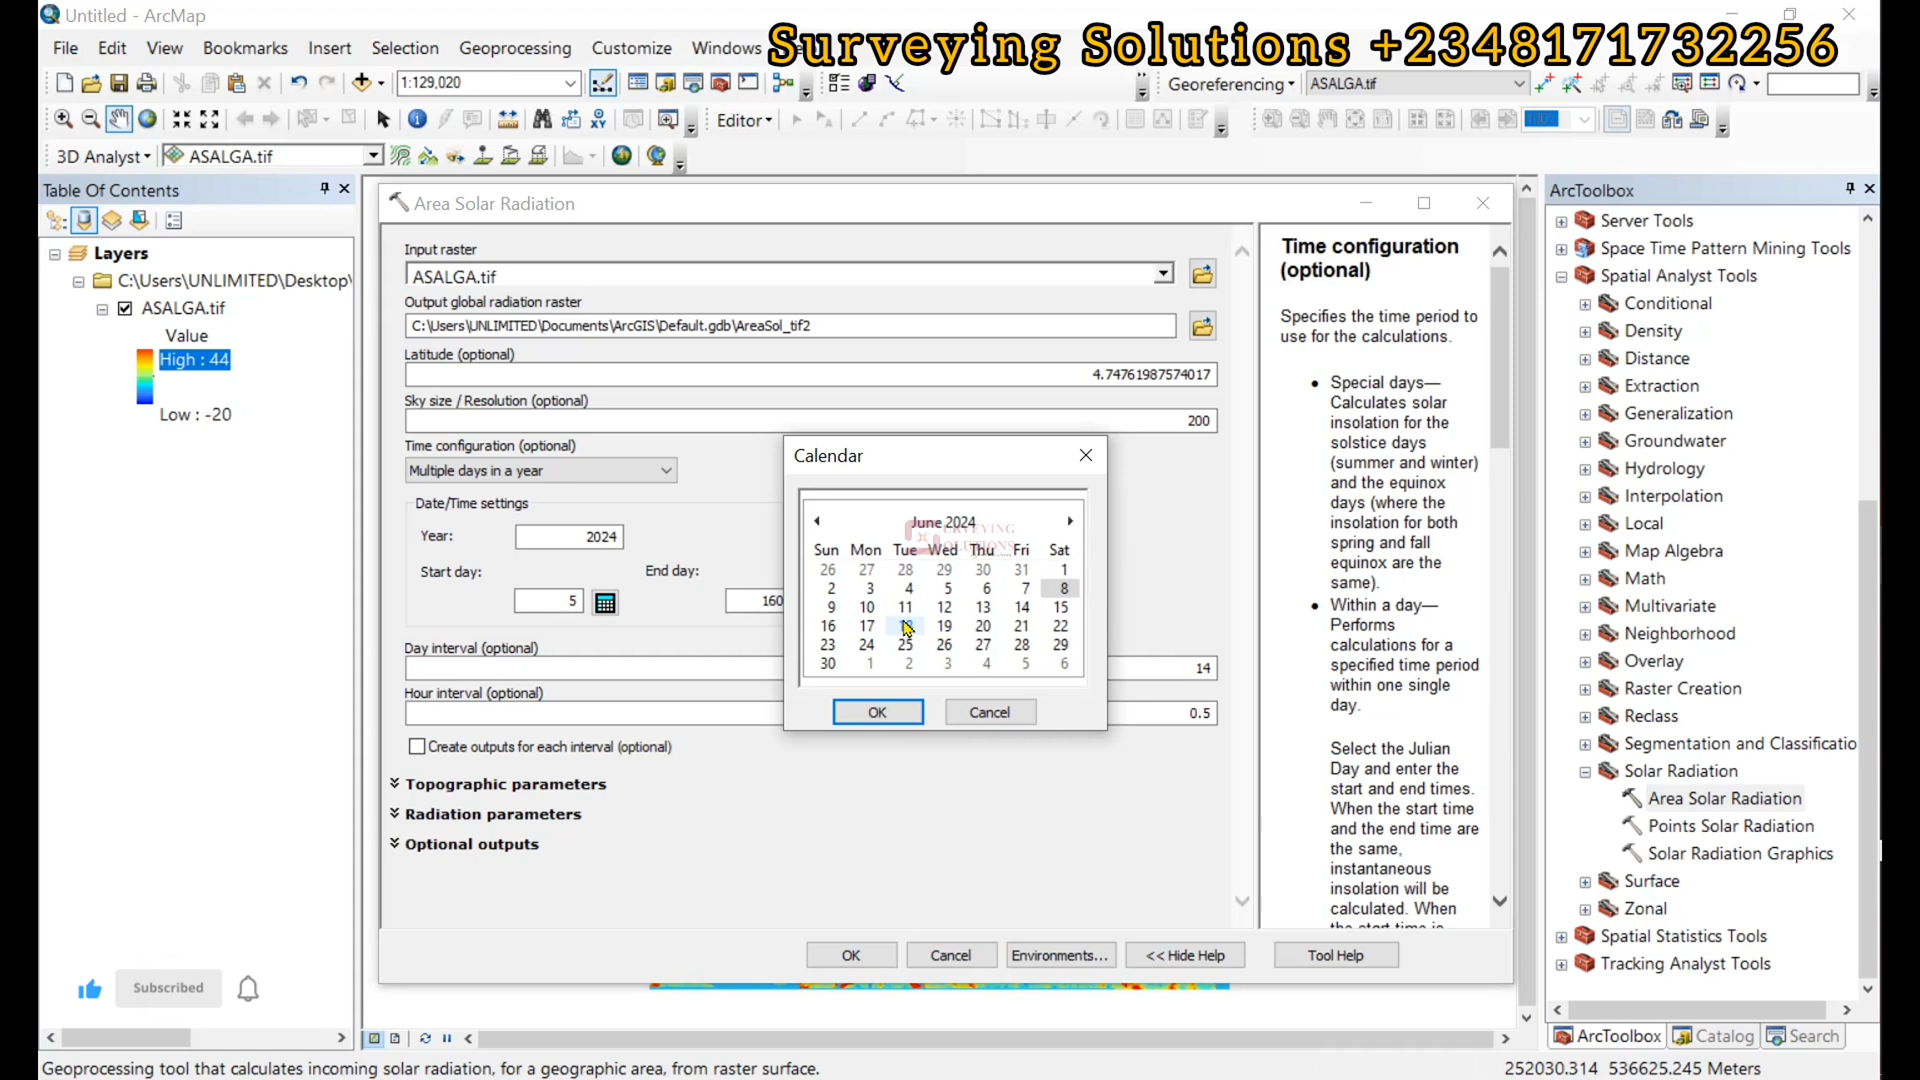 Untitled - ArcMap
Surveying Solutions +2348171732256
File Edit View Bookmarks Insert Selection Geoprocessing Customize Windows
1:129,020
Georeferencing ASALGA.tif
Editor
3D Analyst ASALGA.tif
Table Of Contents
Layers
C:\Users\UNLIMITED\Desktop\
ASALGA.tif
Value
High : 44
Low : -20
Subscribed
Area Solar Radiation
Input raster
ASALGA.tif
Output global radiation raster
C:\Users\UNLIMITED\Documents\ArcGIS\Default.gdb\AreaSol_tif2
Latitude (optional)
4.74761987574017
Sky size / Resolution (optional)
200
Time configuration (optional)
Multiple days in a year
Date/Time settings
Year: 2024
Start day: End day:
5 160
Day interval (optional)
14
Hour interval (optional)
0.5
Create outputs for each interval (optional)
Topographic parameters
Radiation parameters
Optional outputs
OK Cancel Environments... << Hide Help Tool Help
Calendar
June 2024
Sun Mon Tue Wed Thu Fri Sat
26 27 28 29 30 31 1
2 3 4 5 6 7 8
9 10 11 12 13 14 15
16 17 18 19 20 21 22
23 24 25 26 27 28 29
30 1 2 3 4 5 6
OK Cancel
Time configuration
(optional)
Specifies the time period to
use for the calculations.
Special days—
Calculates solar
insolation for the
solstice days
(summer and winter)
and the equinox
days (where the
insolation for both
spring and fall
equinox are the
same).
Within a day—
Performs
calculations for a
specified time period
within one single
day.
Select the Julian
Day and enter the
start and end times.
When the start time
and the end time are
the same,
instantaneous
insolation will be
calculated. When
the start time is
ArcToolbox
Server Tools
Space Time Pattern Mining Tools
Spatial Analyst Tools
Conditional
Density
Distance
Extraction
Generalization
Groundwater
Hydrology
Interpolation
Local
Map Algebra
Math
Multivariate
Neighborhood
Overlay
Raster Creation
Reclass
Segmentation and Classificatio
Solar Radiation
Area Solar Radiation
Points Solar Radiation
Solar Radiation Graphics
Surface
Zonal
Spatial Statistics Tools
Tracking Analyst Tools
ArcToolbox Catalog Search
Geoprocessing tool that calculates incoming solar radiation, for a geographic area, from raster surface.
252030.314 536625.245 Meters